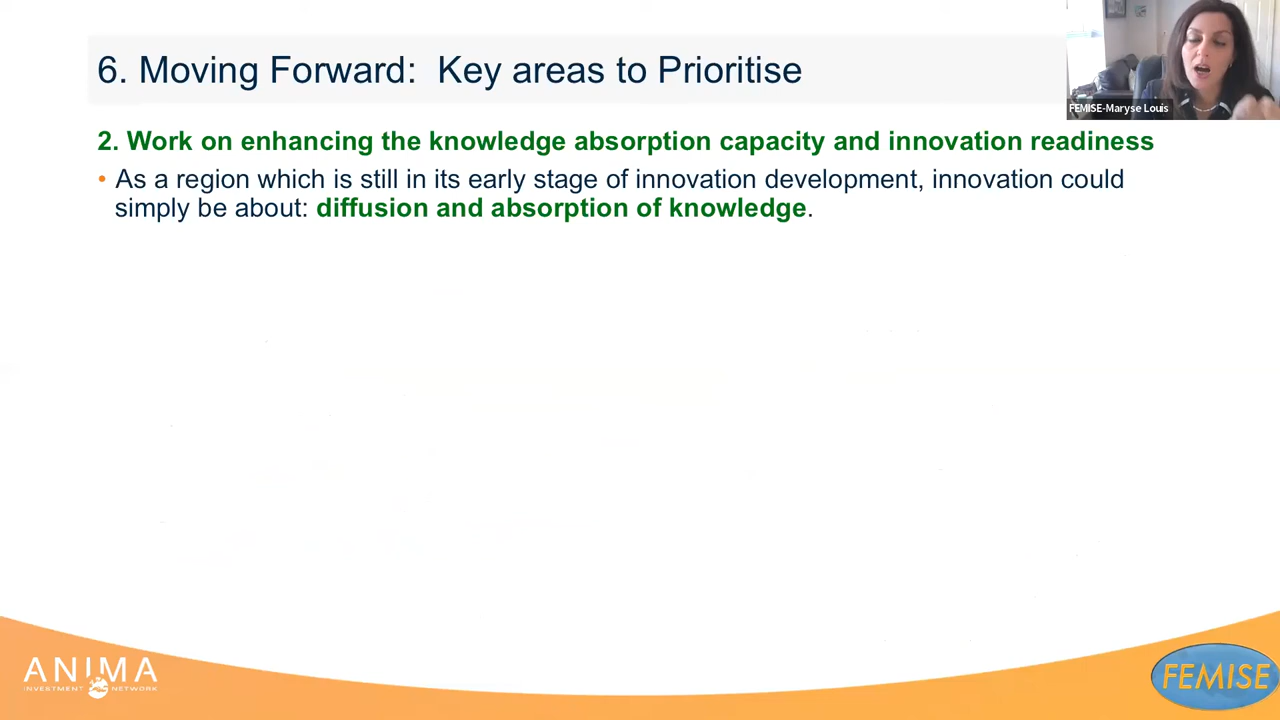 6. Moving Forward:  Key areas to Prioritise
FEMISE-Maryse Louis
2. Work on enhancing the knowledge absorption capacity and innovation readiness
• As a region which is still in its early stage of innovation development, innovation could
simply be about: diffusion and absorption of knowledge.
ANIMA
INVESTMENT NETWORK
FEMISE